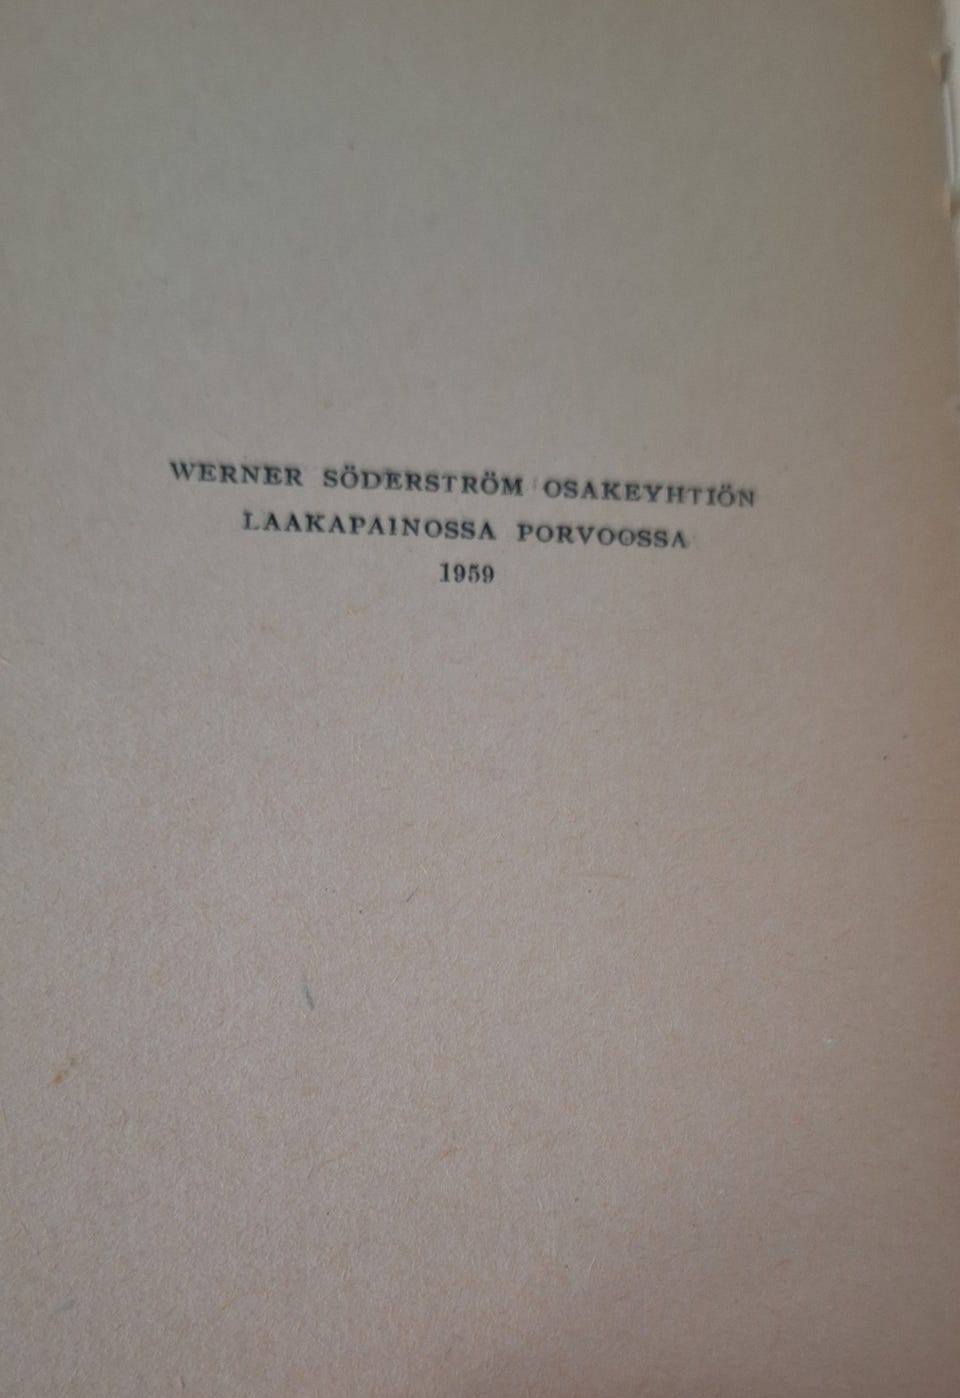 WERNER SÖDERSTRÖM OSAKEYHTIÖN
LAAKAPAINOSSA PORVOOSSA
1959